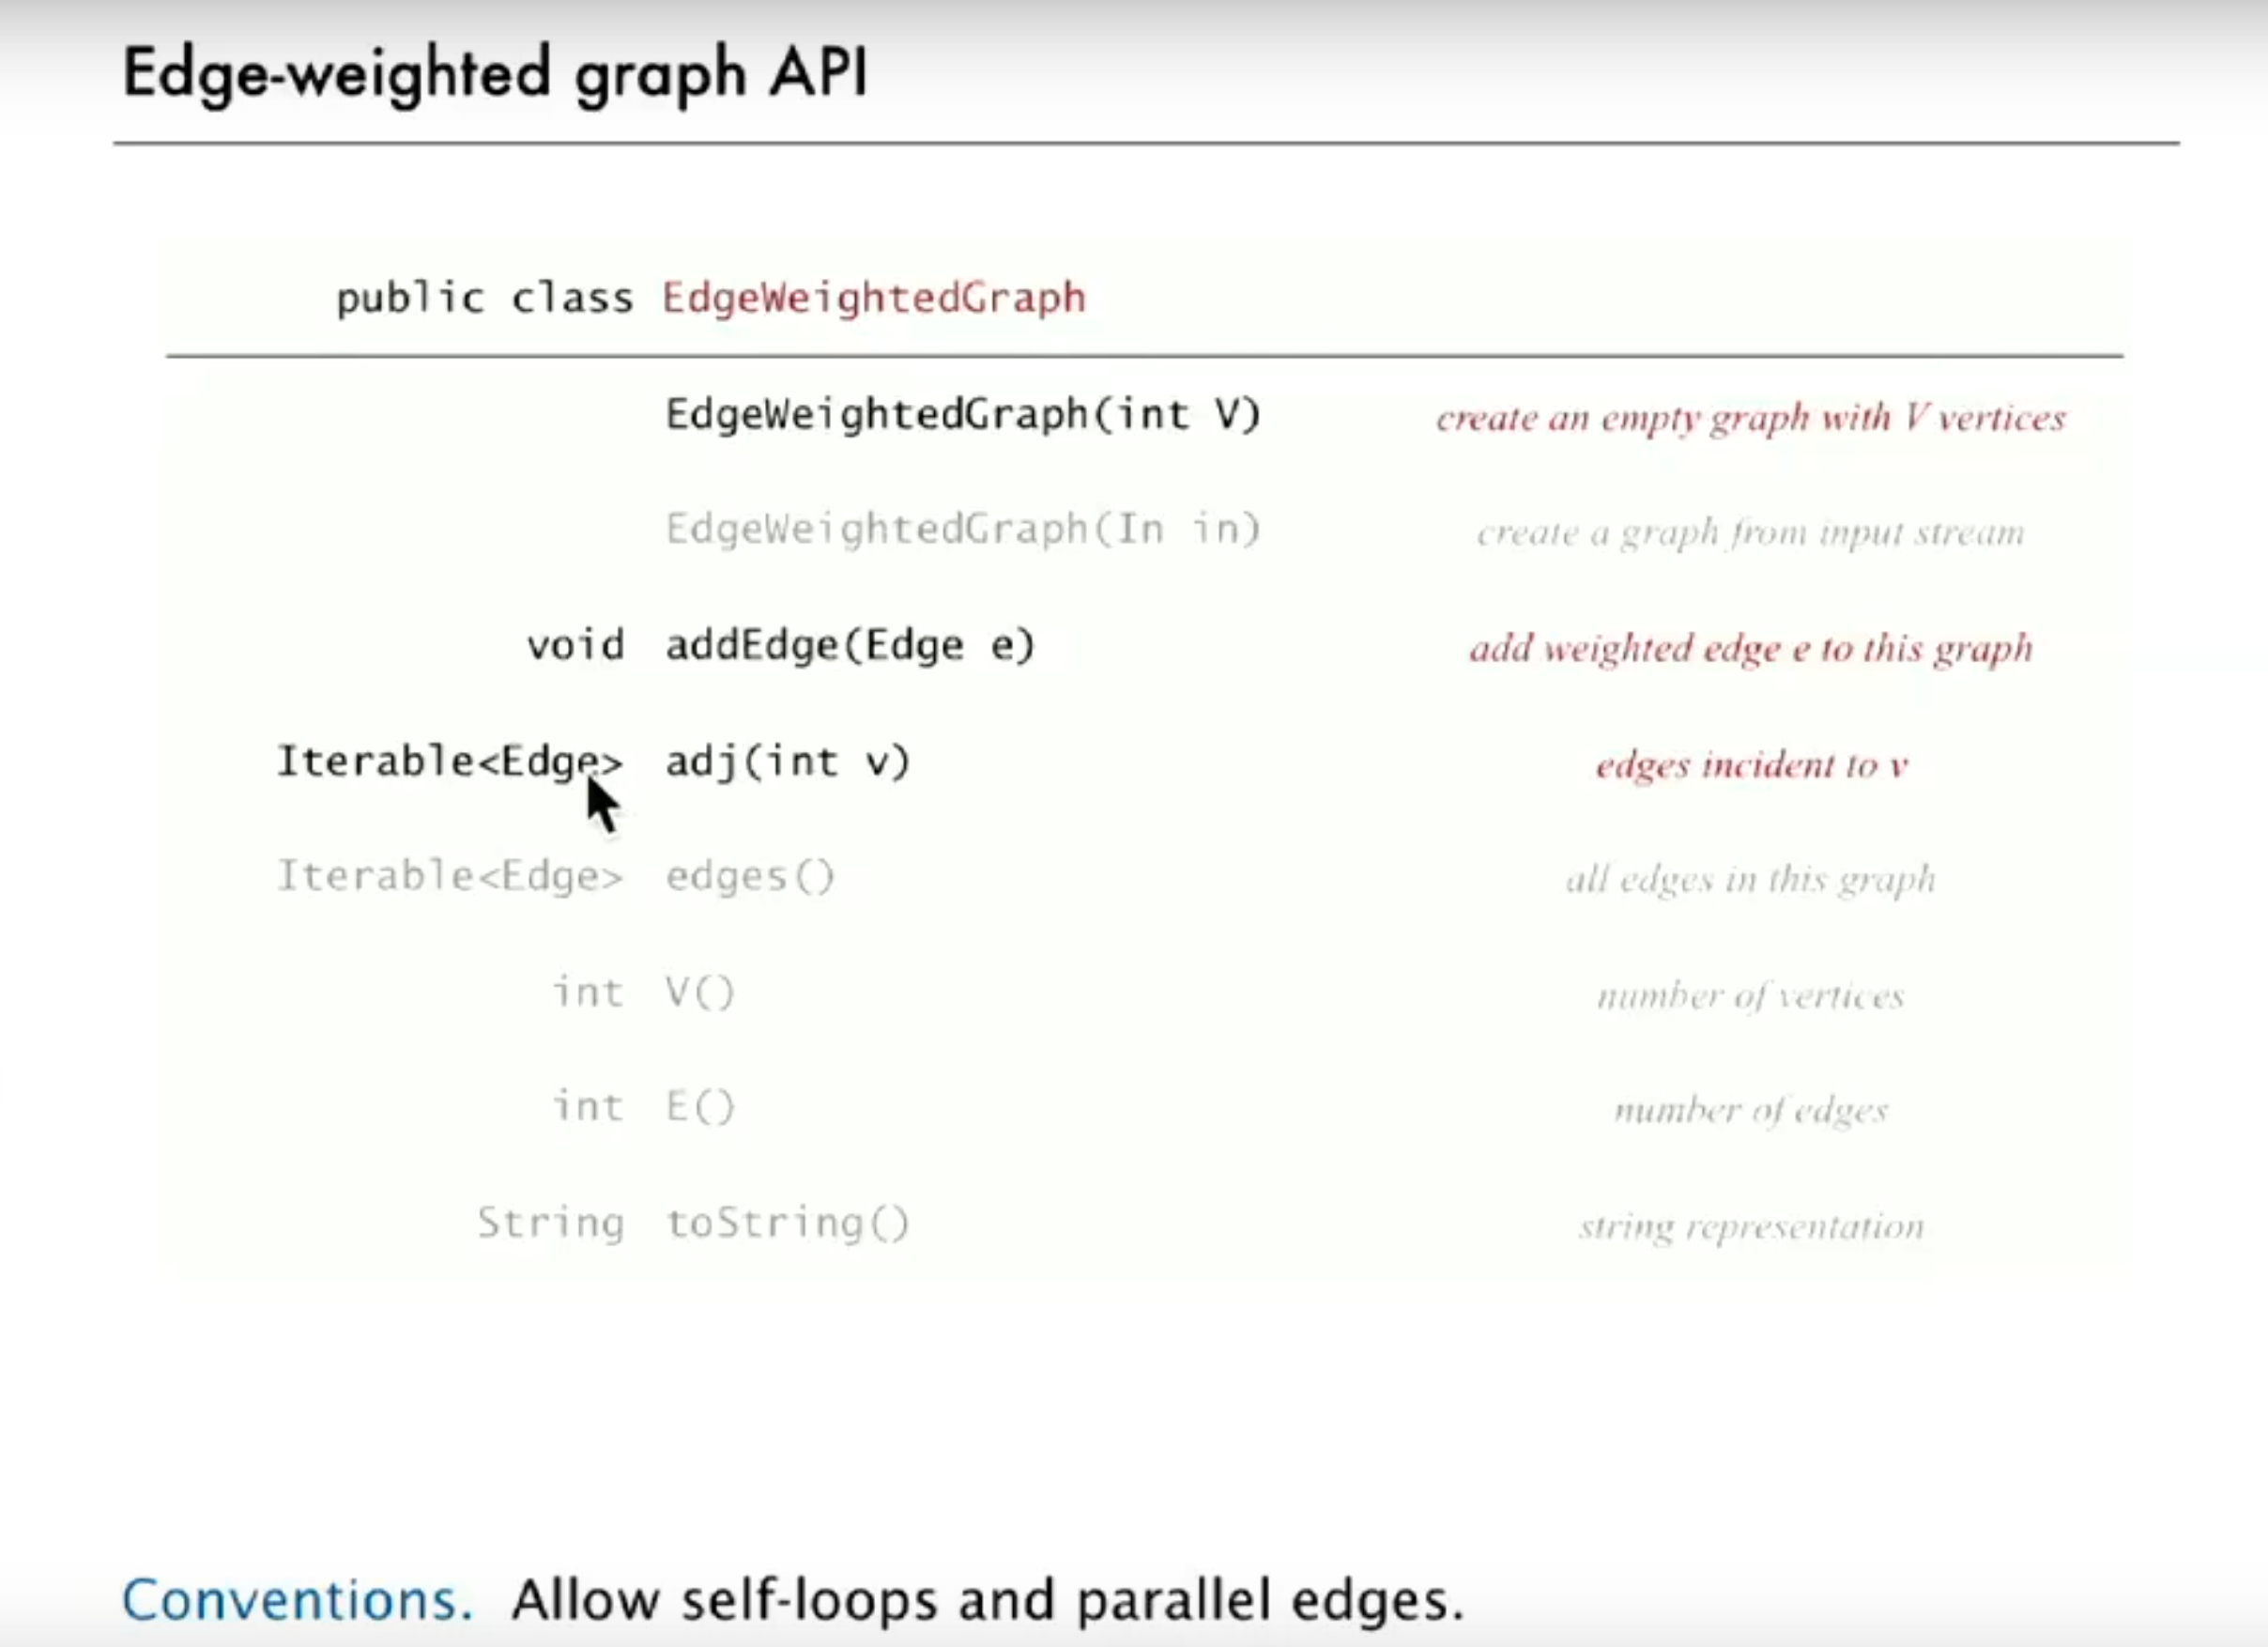 Edge-weighted graph API
public class EdgeWeightedGraph
EdgeWeightedGraph(int V) create an empty graph with V vertices
EdgeWeightedGraph(In in) create a graph from input stream
void addEdge(Edge e) add weighted edge e to this graph
Iterable<Edge> adj(int v) edges incident to v
Iterable<Edge> edges() all edges in this graph
int V() number of vertices
int E() number of edges
String toString() string representation
Conventions. Allow self-loops and parallel edges.